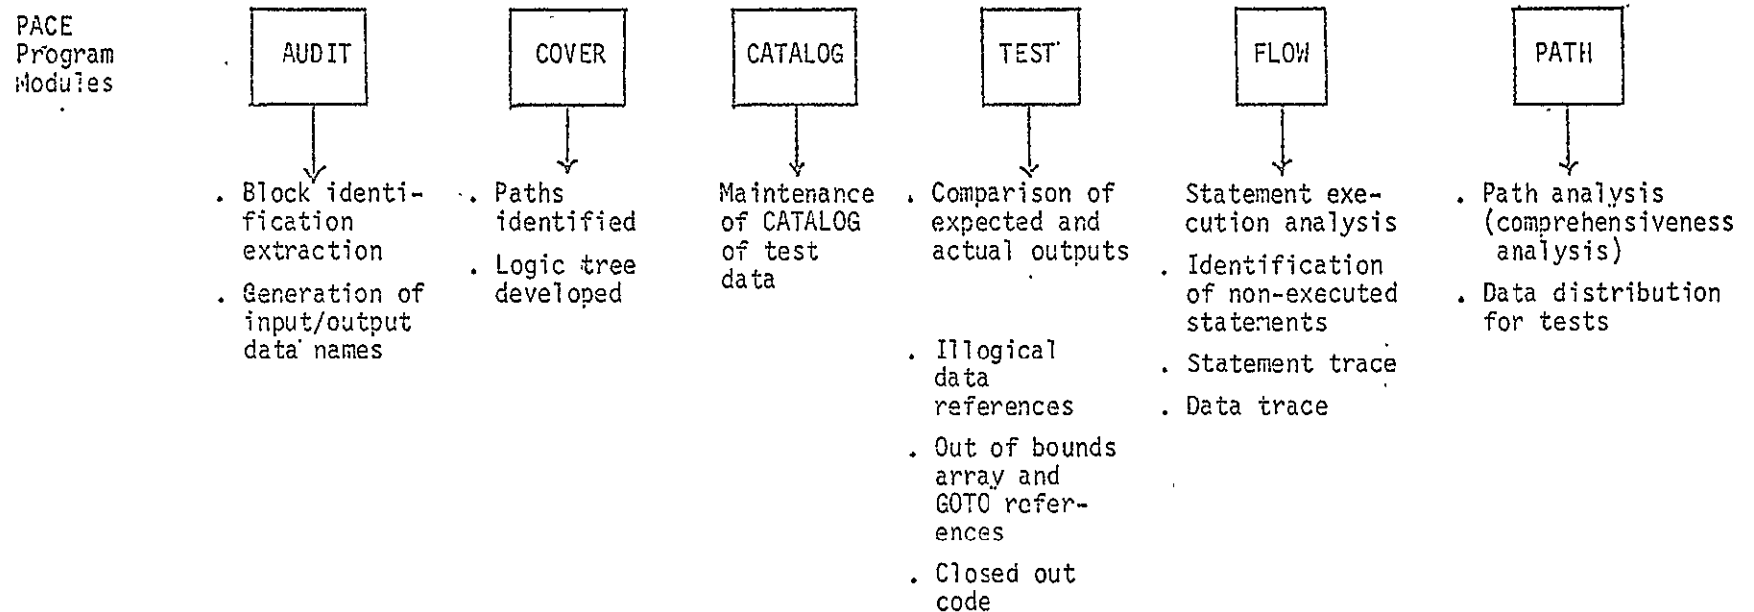 PACE
Program
Modules
AUDIT
COVER
CATALOG
TEST
FLOW
PATH
. Block identi-
fication
extraction
. Generation of
input/output
data names
. Paths
identified
. Logic tree
developed
Maintenance
of CATALOG
of test
data
. Comparison of
expected and
actual outputs
. Illogical
data
references
. Out of bounds
array and
GOTO refer-
ences
. Closed out
code
Statement exe-
cution analysis
. Identification
of non-executed
statements
. Statement trace
. Data trace
. Path analysis
(comprehensiveness
analysis)
. Data distribution
for tests